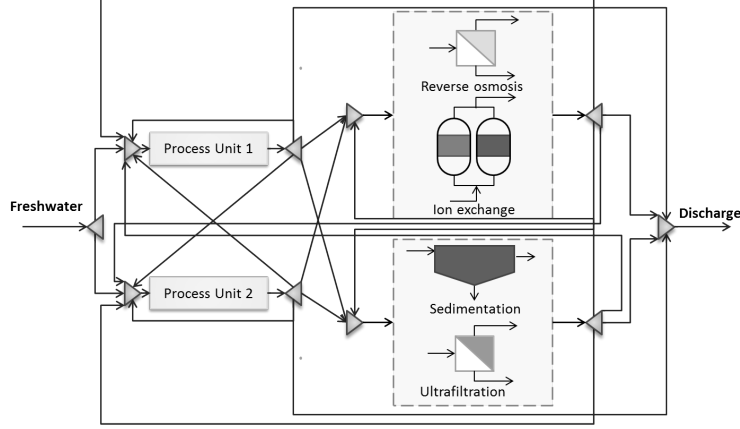 Reverse osmosis
Process Unit 1
Ion exchange
Freshwater
Discharge
Process Unit 2
Sedimentation
Ultrafiltration